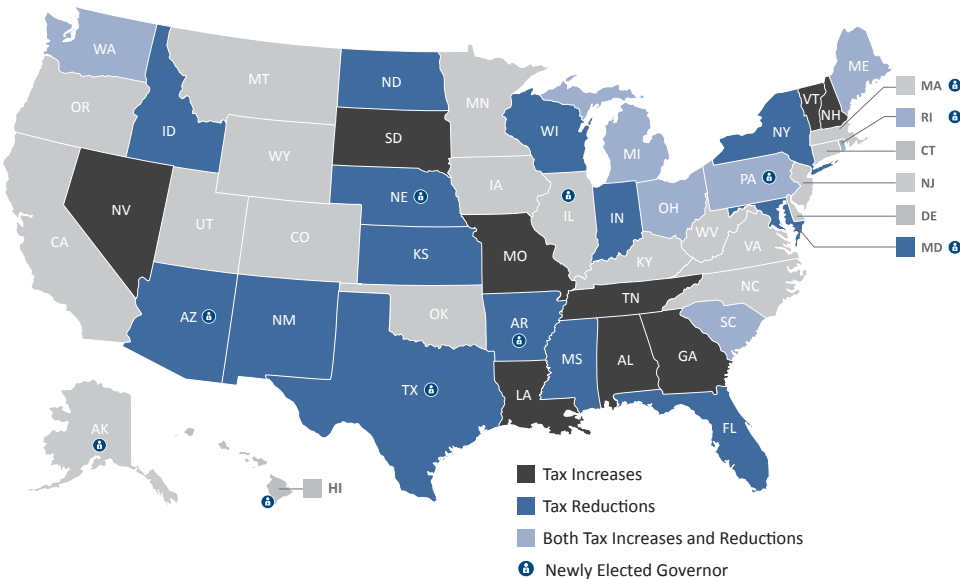 WA
MT
ND
MN
ME
OR
ID
SD
WI
VT
NH
MA
NY
RI
WY
MI
CT
NE
IA
PA
NJ
NV
IL
IN
OH
UT
DE
CO
WV
CA
VA
MD
KS
MO
KY
NC
TN
OK
AZ
NM
AR
SC
MS
AL
GA
TX
LA
FL
AK
HI
Tax Increases
Tax Reductions
Both Tax Increases and Reductions
Newly Elected Governor